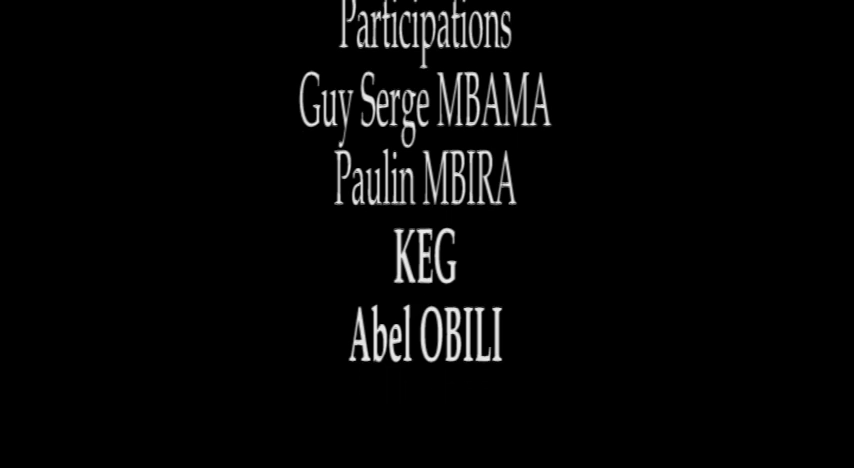 Participations
Guy Serge MBAMA
Paulin MBIRA
KEG
Abel OBILI